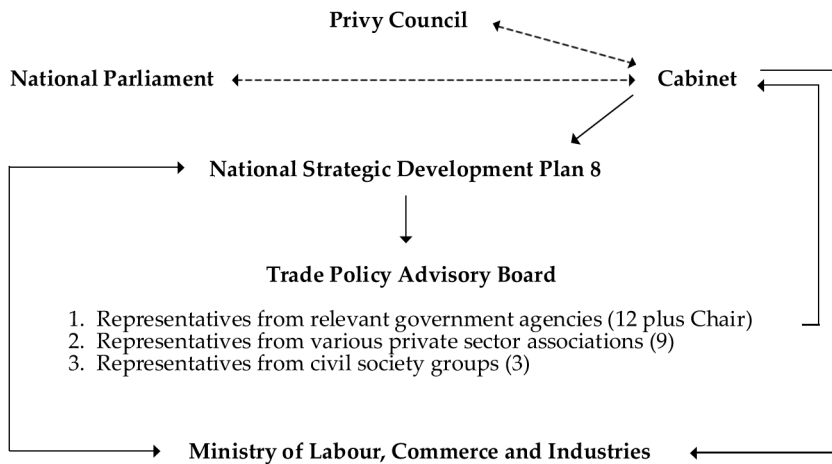 Privy Council
National Parliament
Cabinet
National Strategic Development Plan 8
Trade Policy Advisory Board
1. Representatives from relevant government agencies (12 plus Chair)
2. Representatives from various private sector associations (9)
3. Representatives from civil society groups (3)
Ministry of Labour, Commerce and Industries